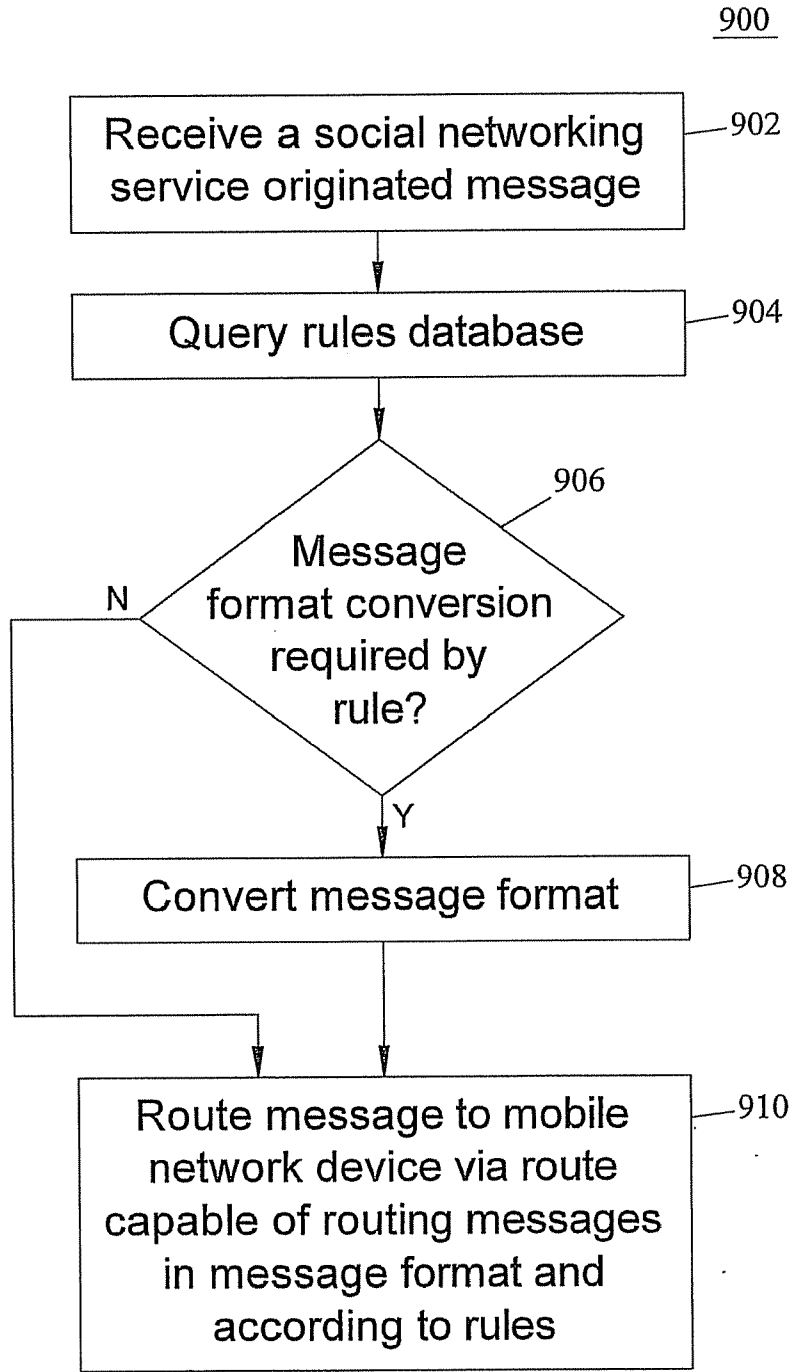 900
Receive a social networking
service originated message
902
Query rules database
904
906
Message
format conversion
required by
rule?
N
Y
Convert message format
908
Route message to mobile
network device via route
capable of routing messages
in message format and
according to rules
910